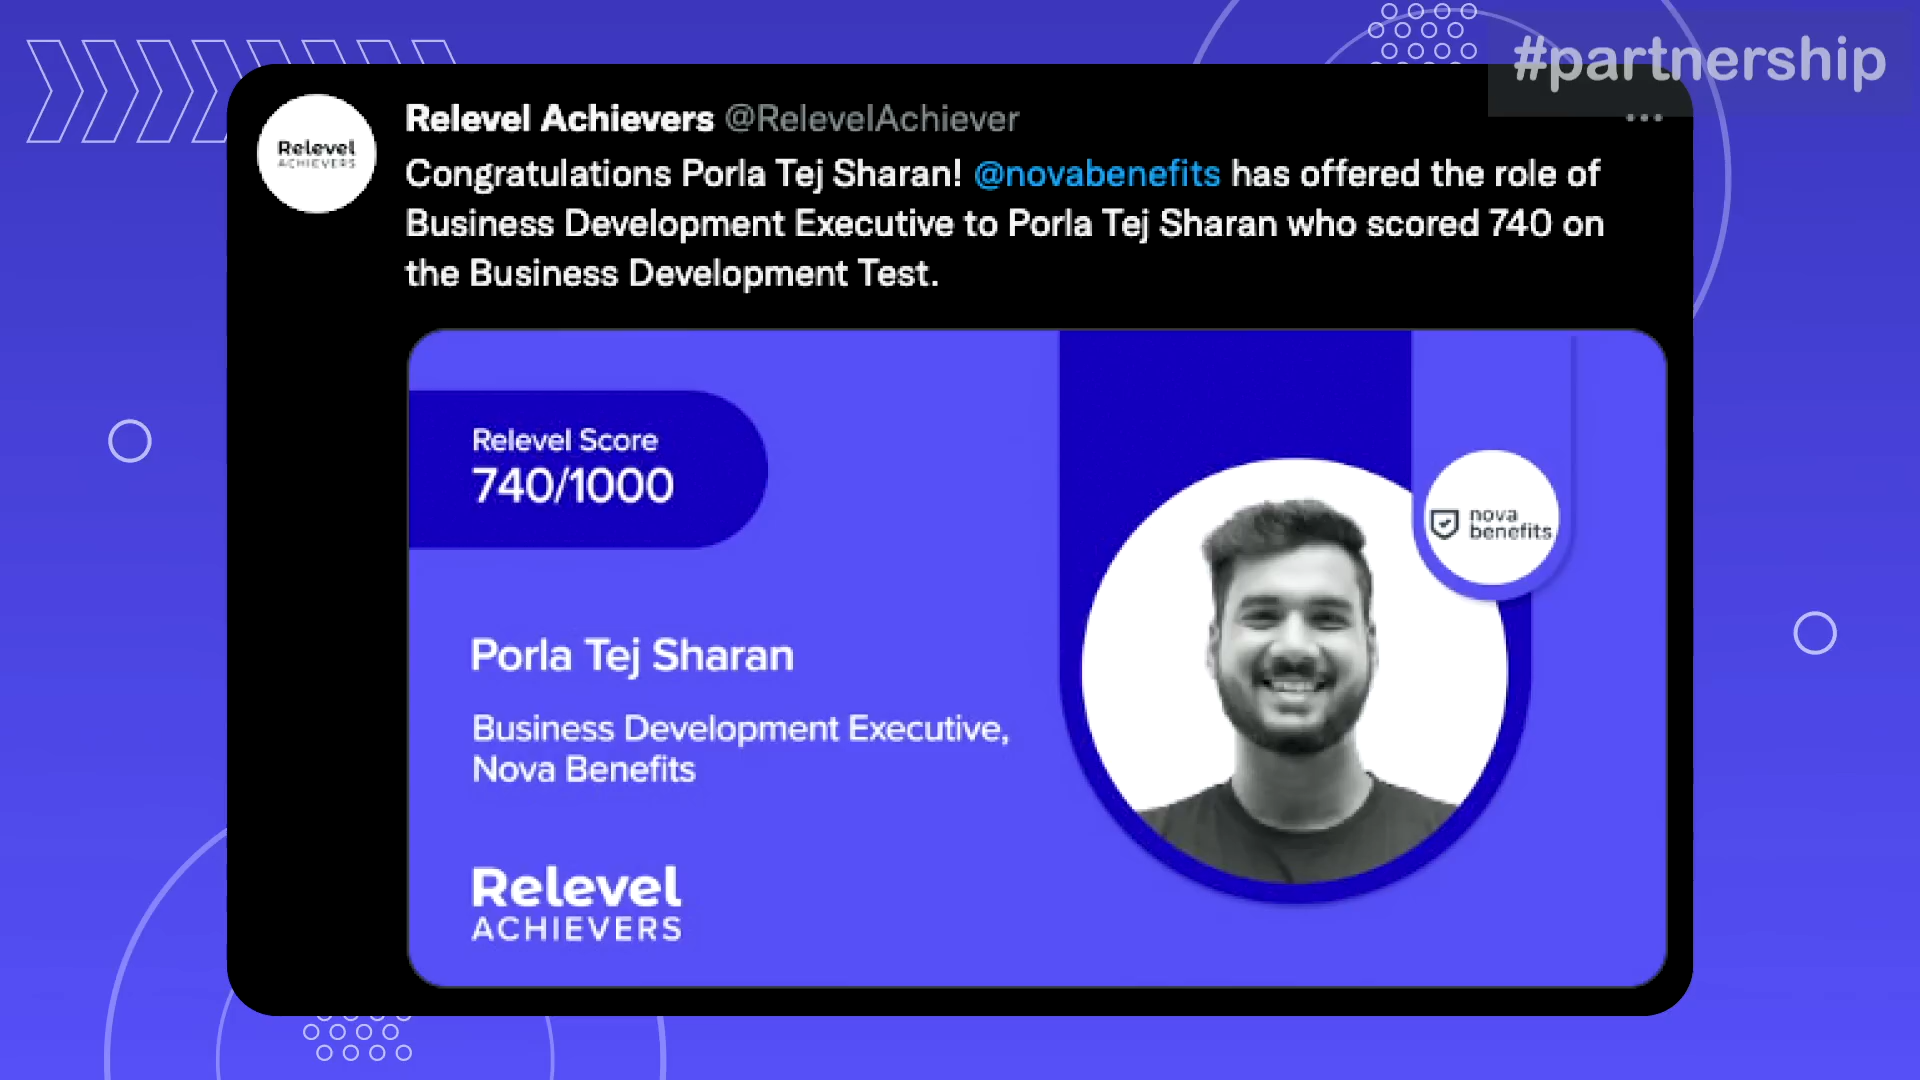 #partnership
Relevel
ACHIEVERS
Relevel Achievers @RelevelAchiever
Congratulations Porla Tej Sharan! @novabenefits has offered the role of
Business Development Executive to Porla Tej Sharan who scored 740 on
the Business Development Test.
Relevel Score
740/1000
nova
benefits
Porla Tej Sharan
Business Development Executive,
Nova Benefits
Relevel
ACHIEVERS